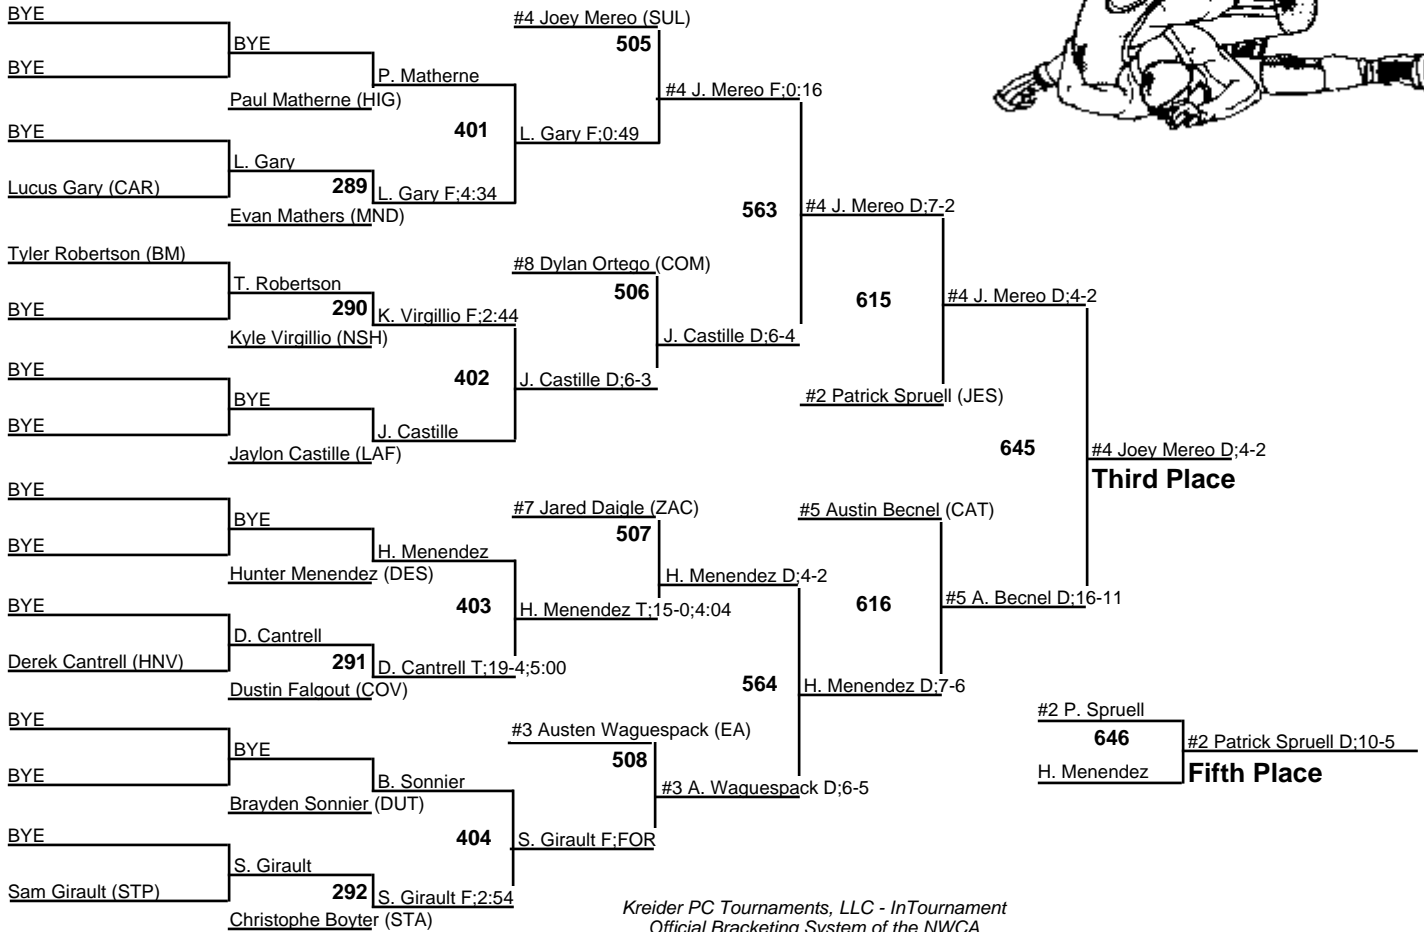 BYE
#4 Joey Mereo (SUL)
505
BYE
BYE
P. Matherne
#4 J. Mereo F;0:16
Paul Matherne (HIG)
401
BYE
L. Gary F;0:49
L. Gary
289
Lucus Gary (CAR)
L. Gary F;4:34
Evan Mathers (MND)
563
#4 J. Mereo D;7-2
Tyler Robertson (BM)
#8 Dylan Ortego (COM)
T. Robertson
506
615
#4 J. Mereo D;4-2
290
BYE
K. Virgillio F;2:44
Kyle Virgillio (NSH)
J. Castille D;6-4
BYE
402
J. Castille D;6-3
#2 Patrick Spruell (JES)
BYE
BYE
J. Castille
Jaylon Castille (LAF)
645
#4 Joey Mereo D;4-2
Third Place
BYE
#7 Jared Daigle (ZAC)
#5 Austin Becnel (CAT)
BYE
507
BYE
H. Menendez
Hunter Menendez (DES)
H. Menendez D;4-2
BYE
403
H. Menendez T;15-0;4:04
616
#5 A. Becnel D;16-11
D. Cantrell
Derek Cantrell (HNV)
291
D. Cantrell T;19-4;5:00
Dustin Falgout (COV)
564
H. Menendez D;7-6
BYE
#3 Austen Waguespack (EA)
#2 P. Spruell
646
#2 Patrick Spruell D;10-5
BYE
508
BYE
B. Sonnier
#3 A. Waguespack D;6-5
H. Menendez
Fifth Place
Brayden Sonnier (DUT)
BYE
404
S. Girault F;FOR
S. Girault
Sam Girault (STP)
292
S. Girault F;2:54
Christophe Boyter (STA)
Kreider PC Tournaments, LLC - InTournament
Official Bracketing System of the NWCA